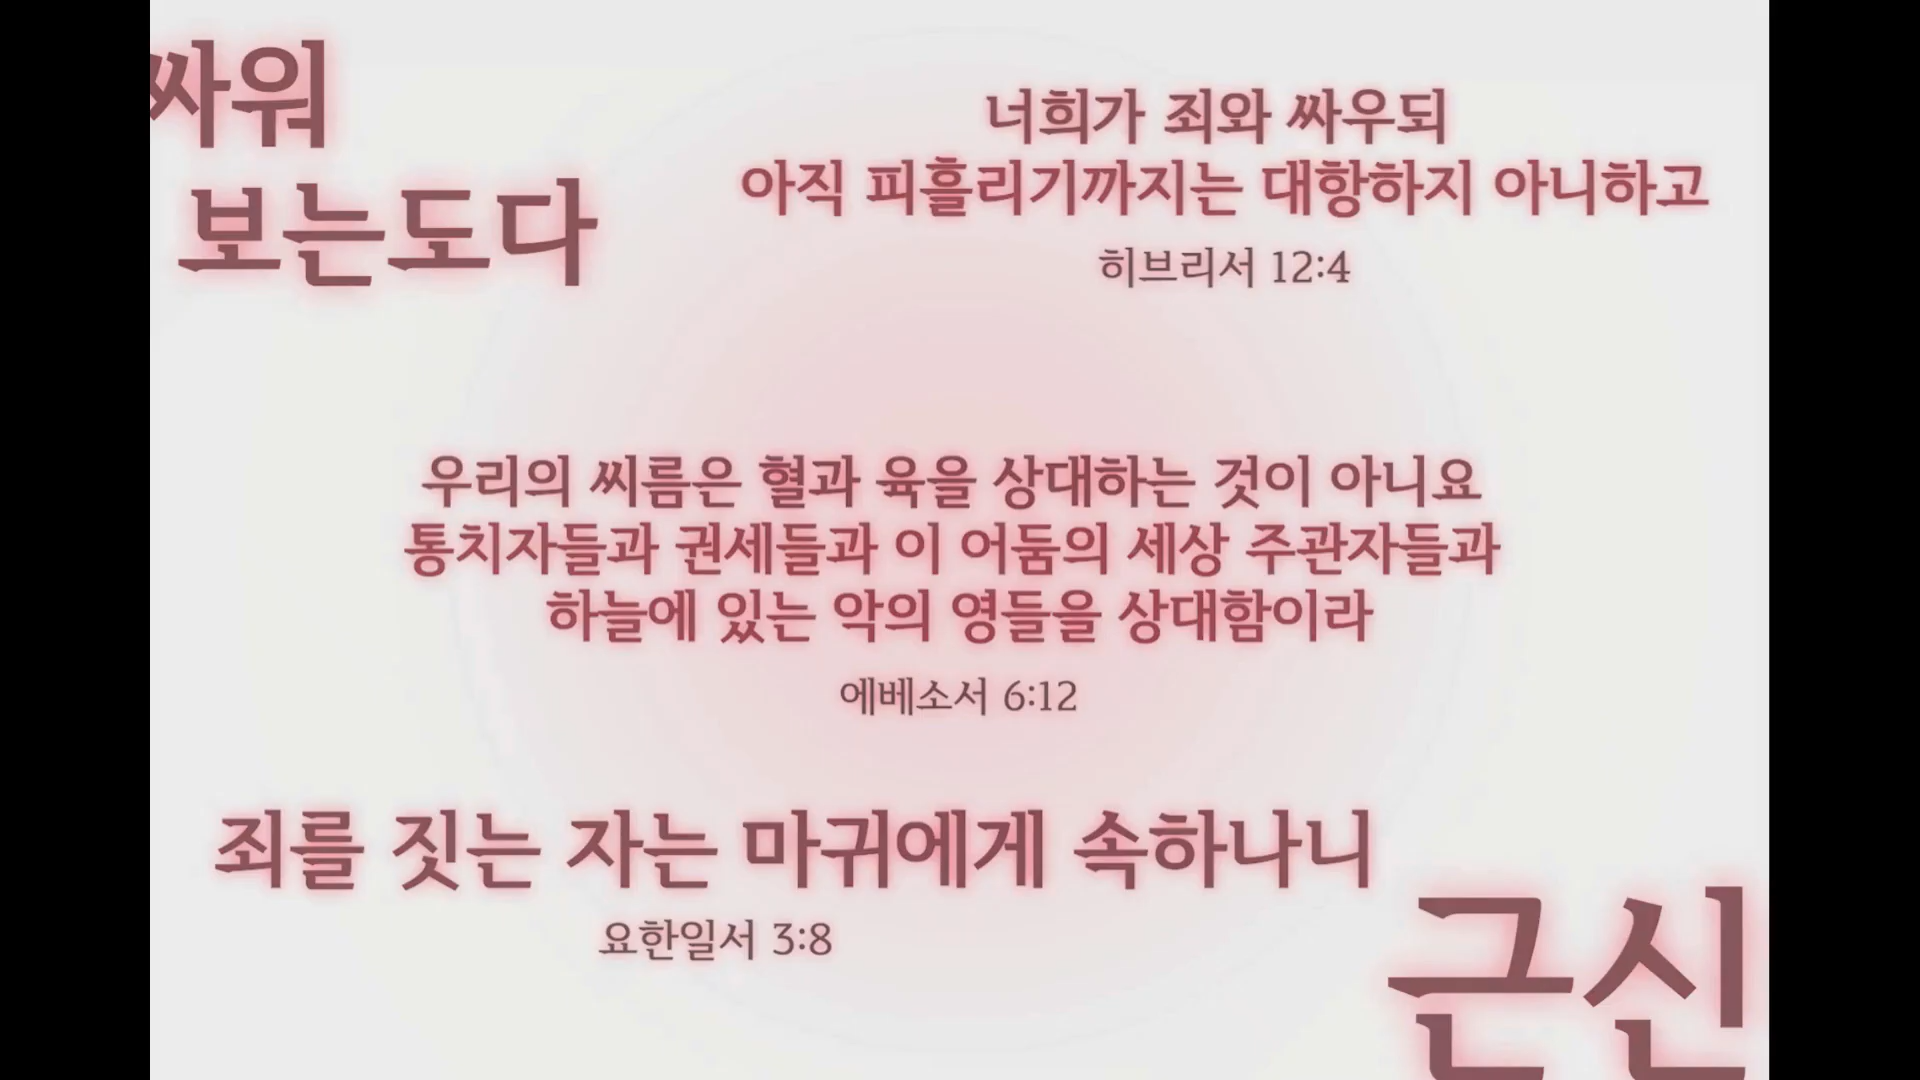 싸워
보는도다
너희가 죄와 싸우되
아직 피흘리기까지는 대항하지 아니하고
히브리서 12:4
우리의 씨름은 혈과 육을 상대하는 것이 아니요
통치자들과 권세들과 이 어둠의 세상 주관자들과
하늘에 있는 악의 영들을 상대함이라
에베소서 6:12
죄를 짓는 자는 마귀에게 속하나니
요한일서 3:8
근신